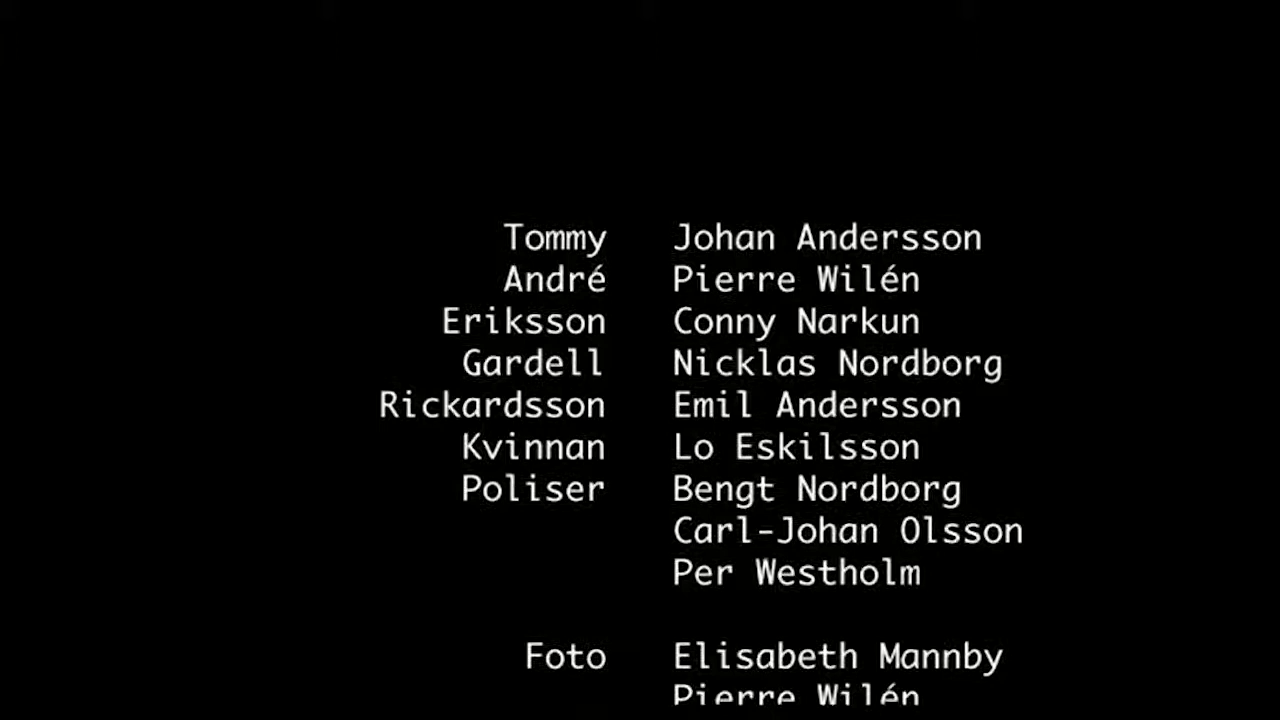 Tommy Johan Andersson
André Pierre Wilén
Eriksson Conny Narkun
Gardell Nicklas Nordborg
Rickardsson Emil Andersson
Kvinnan Lo Eskilsson
Poliser Bengt Nordborg
Carl-Johan Olsson
Per Westholm
Foto Elisabeth Mannby
Pierre Wilén